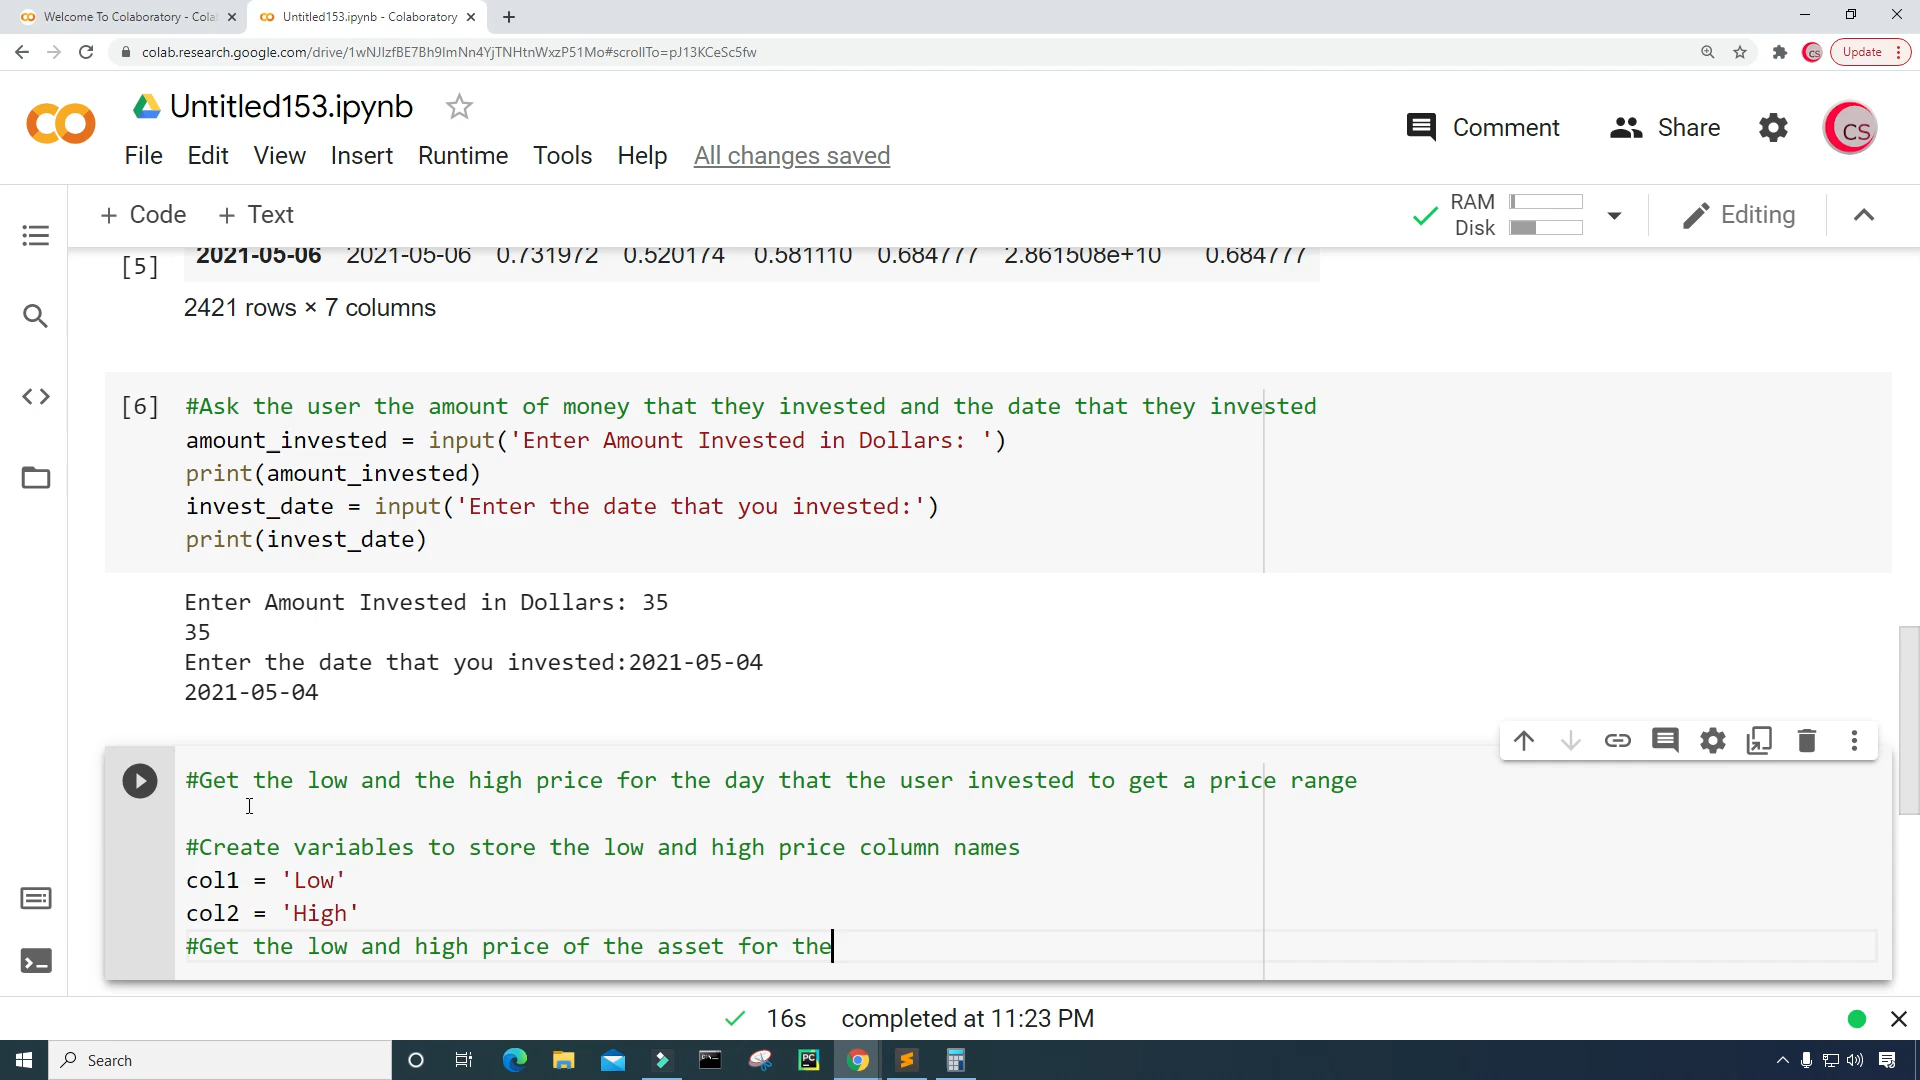 Welcome To Colaboratory - Cola
Untitled153.ipynb - Colaboratory
colab.research.google.com/drive/1wNJIzfBE7Bh9ImNn4YjTNHtnWxzP51Mo#scrollTo=pJ13KCeSc5fw
Update
Untitled153.ipynb
Comment
Share
CS
File Edit View Insert Runtime Tools Help All changes saved
+ Code + Text
RAM
Disk
Editing
[5]
2021-05-06 2021-05-06 0.731972 0.520174 0.581110 0.684777 2.861508e+10 0.684777
2421 rows × 7 columns
[6]
#Ask the user the amount of money that they invested and the date that they invested
amount_invested = input('Enter Amount Invested in Dollars: ')
print(amount_invested)
invest_date = input('Enter the date that you invested:')
print(invest_date)
Enter Amount Invested in Dollars: 35
35
Enter the date that you invested:2021-05-04
2021-05-04
#Get the low and the high price for the day that the user invested to get a price range
#Create variables to store the low and high price column names
col1 = 'Low'
col2 = 'High'
#Get the low and high price of the asset for the
16s completed at 11:23 PM
Search